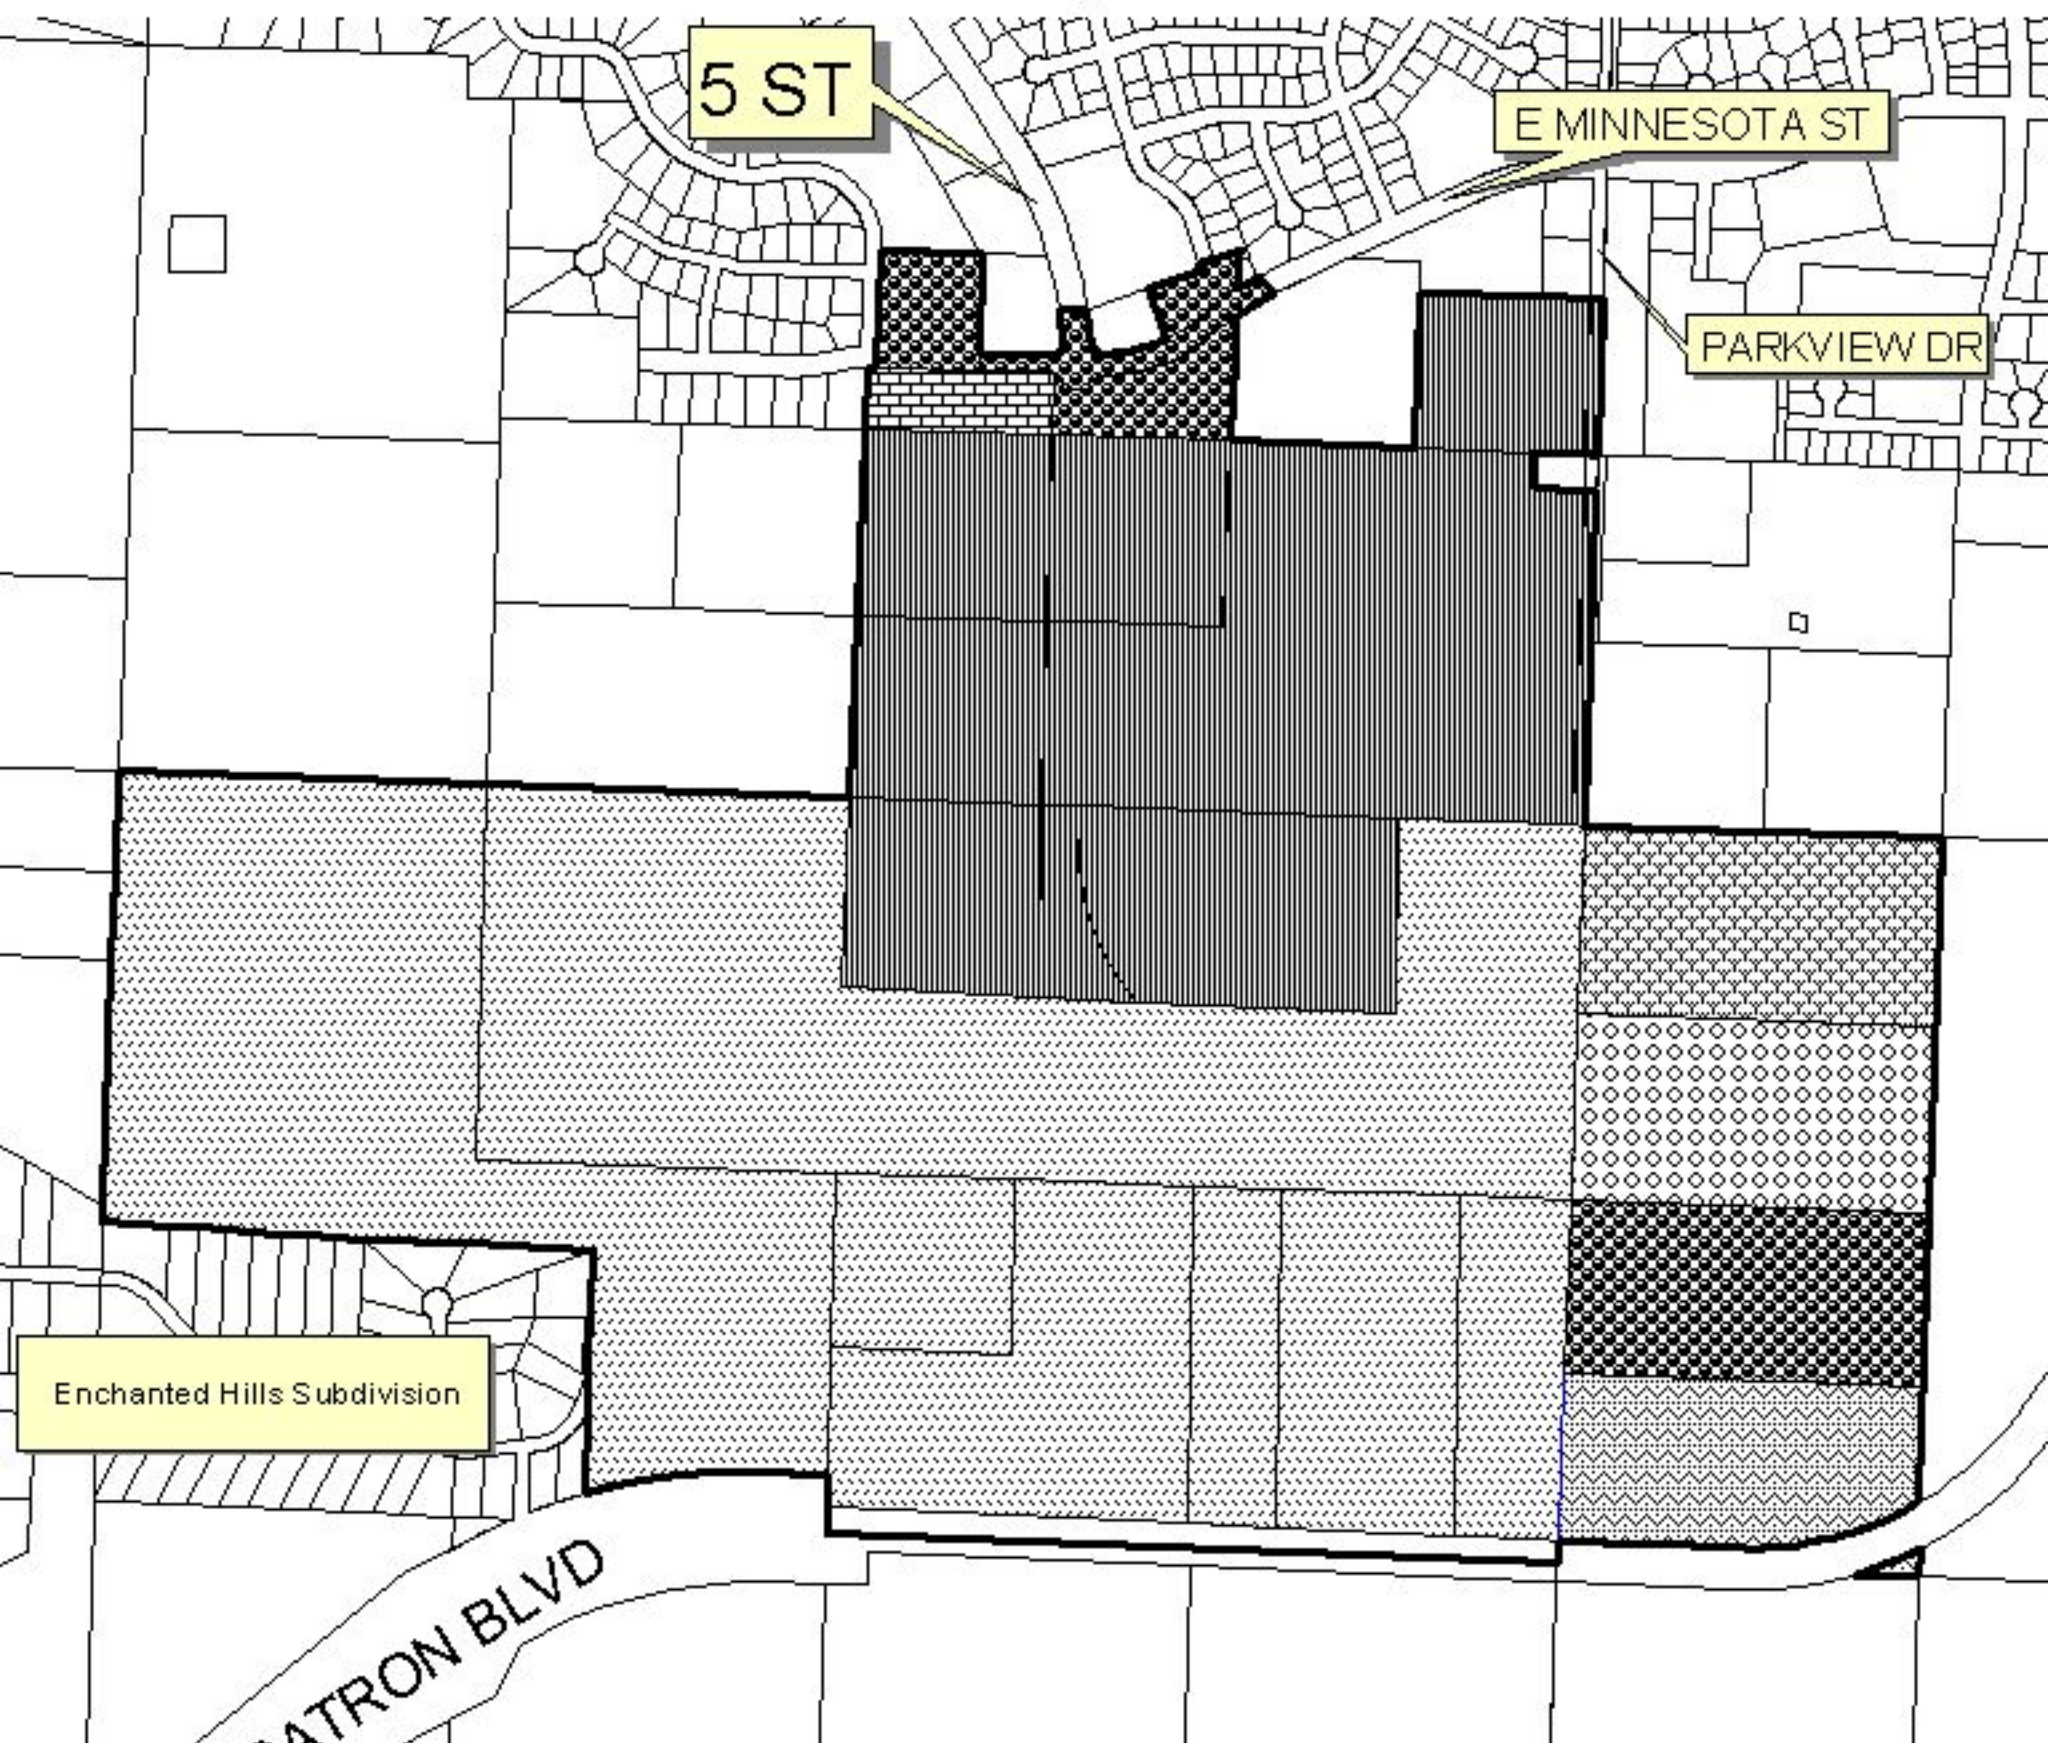 5 ST
E MINNESOTA ST
PARKVIEW DR
Enchanted Hills Subdivision
ATRON BLVD